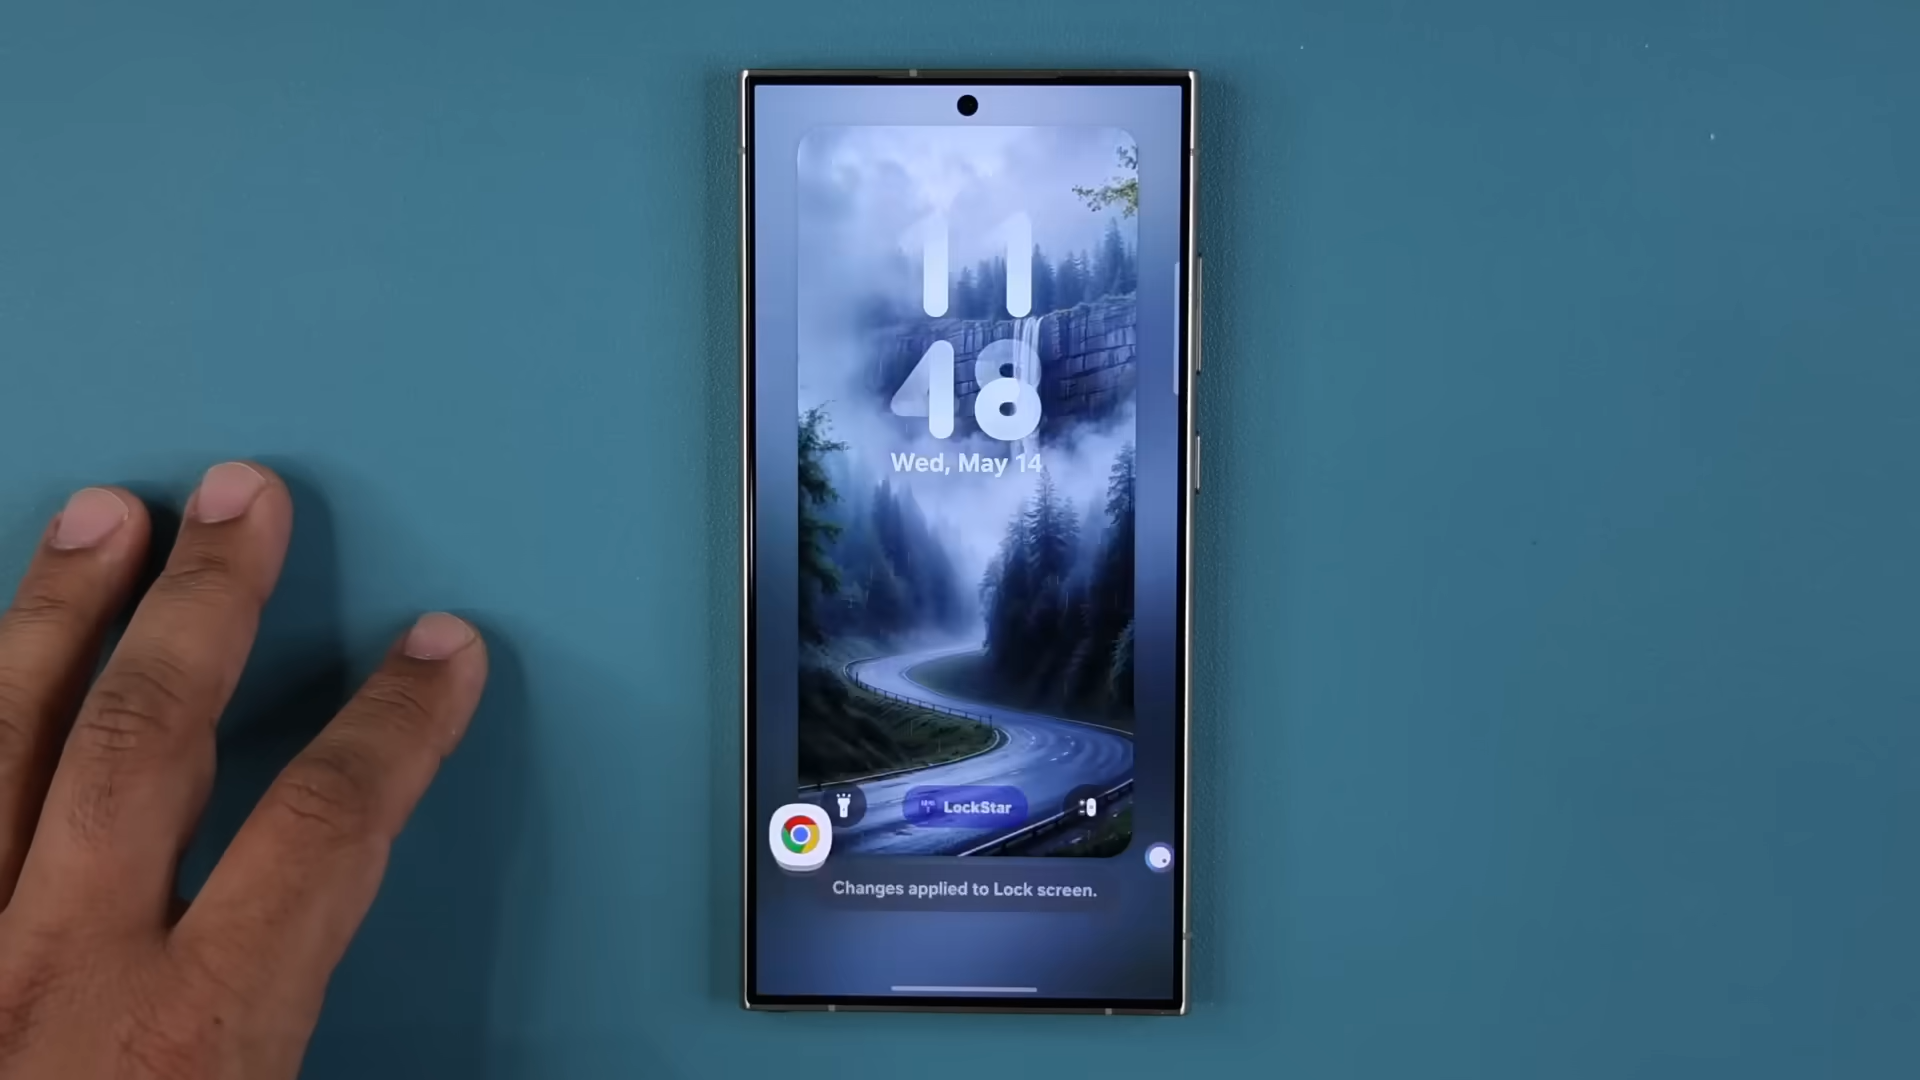 11
48
Wed, May 14
LockStar
Changes applied to Lock screen.